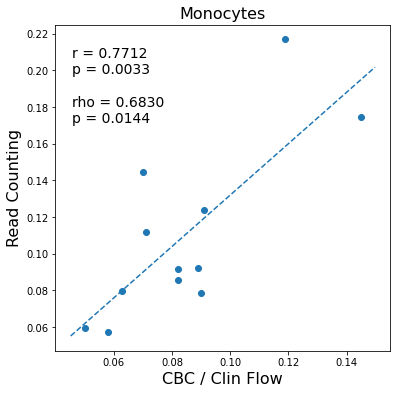 Monocytes
r = 0.7712
p = 0.0033
rho = 0.6830
p = 0.0144
Read Counting
0.22
0.20
0.18
0.16
0.14
0.12
0.10
0.08
0.06
0.06
0.08
0.10
0.12
0.14
CBC / Clin Flow